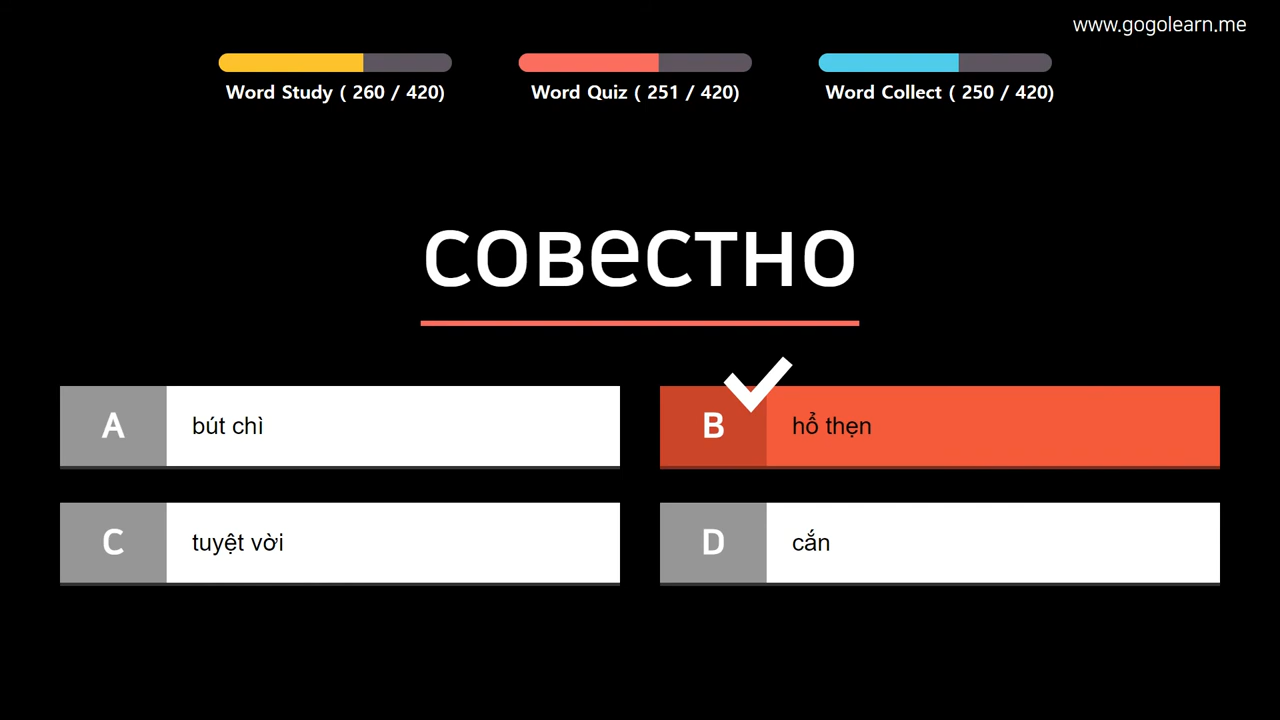 www.gogolearn.me
Word Study ( 260 / 420)
Word Quiz ( 251 / 420)
Word Collect ( 250 / 420)
совестно
A bút chì
B hổ thẹn
C tuyệt vời
D cắn